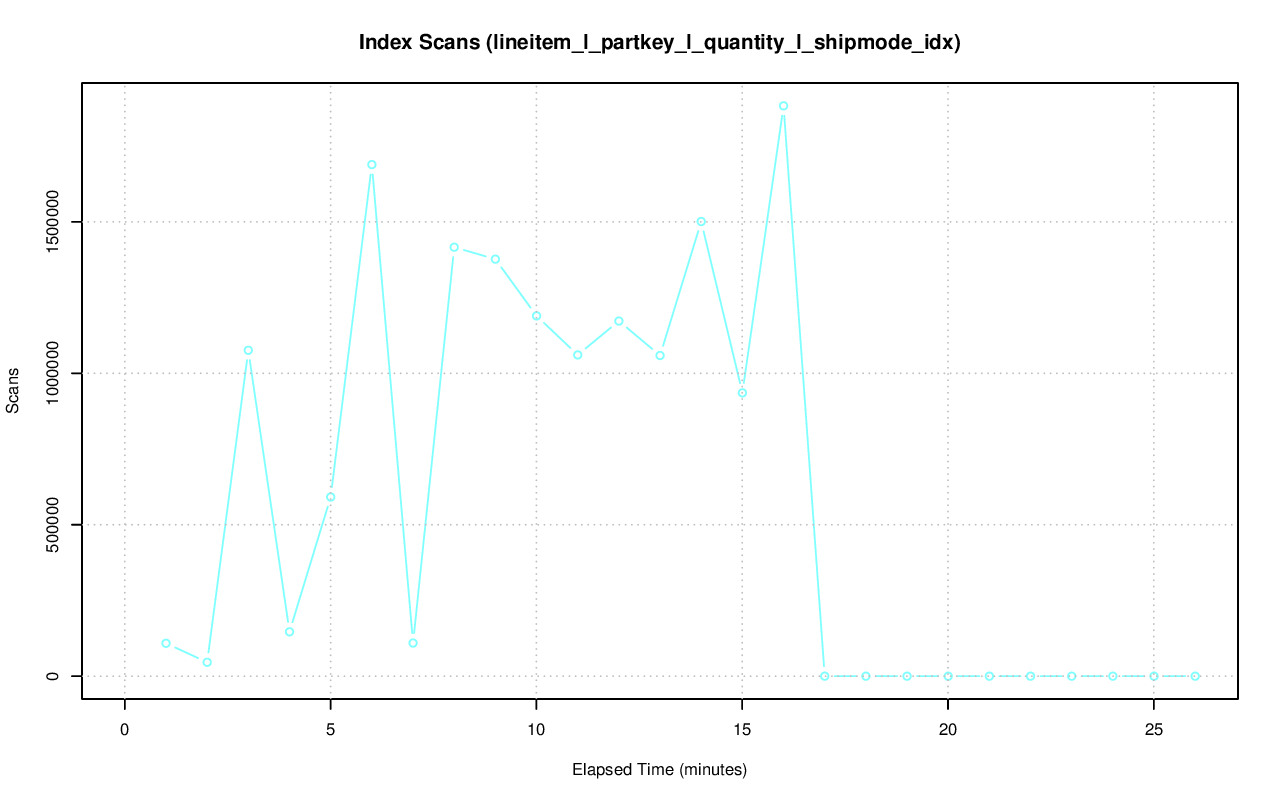 Index Scans (lineitem_l_partkey_l_quantity_l_shipmode_idx)
Scans
1500000
1000000
500000
0
0 5 10 15 20 25
Elapsed Time (minutes)